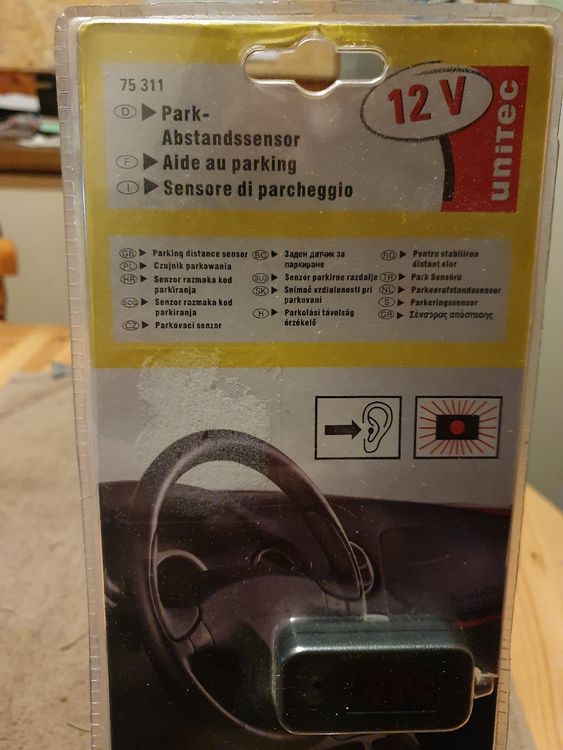 75 311
12 V
unitec
D Park-
Abstandssensor
F Aide au parking
I Sensore di parcheggio
GB Parking distance sensor
PL Czujnik parkowania
HR Senzor razmaka kod
parkiranja
SCG Senzor razmaka kod
parkiranja
CZ Parkovací senzor
BG Заден датчик за
паркиране
SLO Senzor parkirne razdalje
SK Snímač vzdialonosti pri
parkovaní
H Parkolási távolság
érzékelő
RO Pentru stabilirea
distant elor
TR Park Sensörü
NL Parkeerafstandssensor
S Parkeringssensor
GR Σένσορας απόστασης